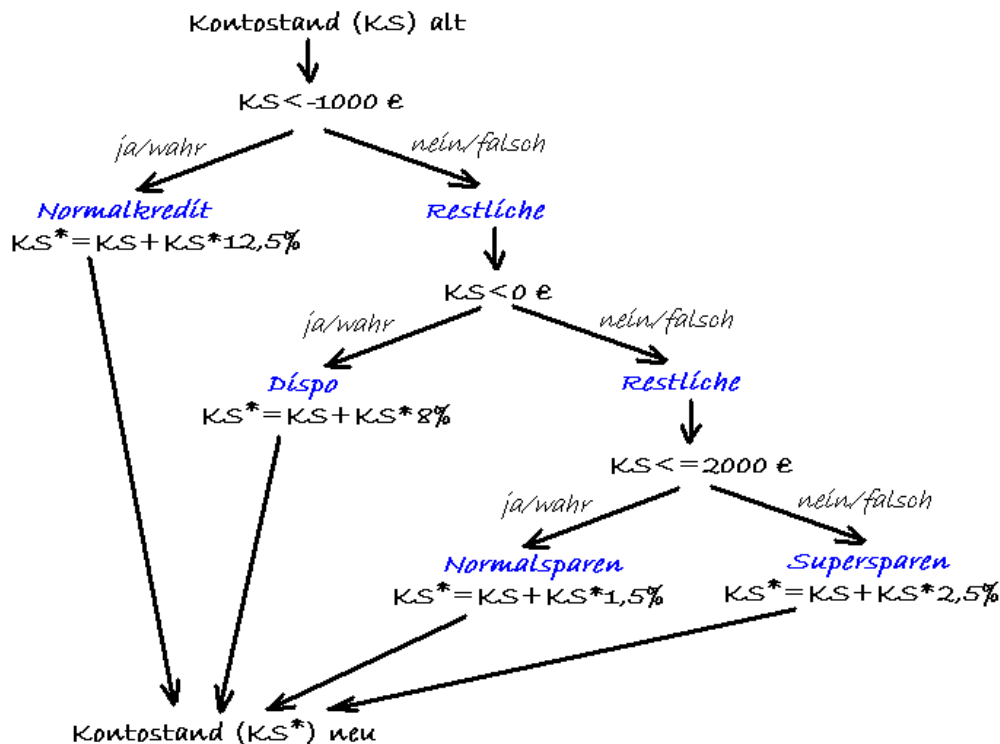 Kontostand (KS) alt
KS<-1000 €
ja/wahr
nein/falsch
Normalkredit
KS*=KS+KS*12,5%
Restliche
KS<0 €
ja/wahr
nein/falsch
Dispo
KS*=KS+KS*8%
Restliche
KS<=2000 €
ja/wahr
nein/falsch
Normalsparen
KS*=KS+KS*1,5%
Supersparen
KS*=KS+KS*2,5%
Kontostand (KS*) neu